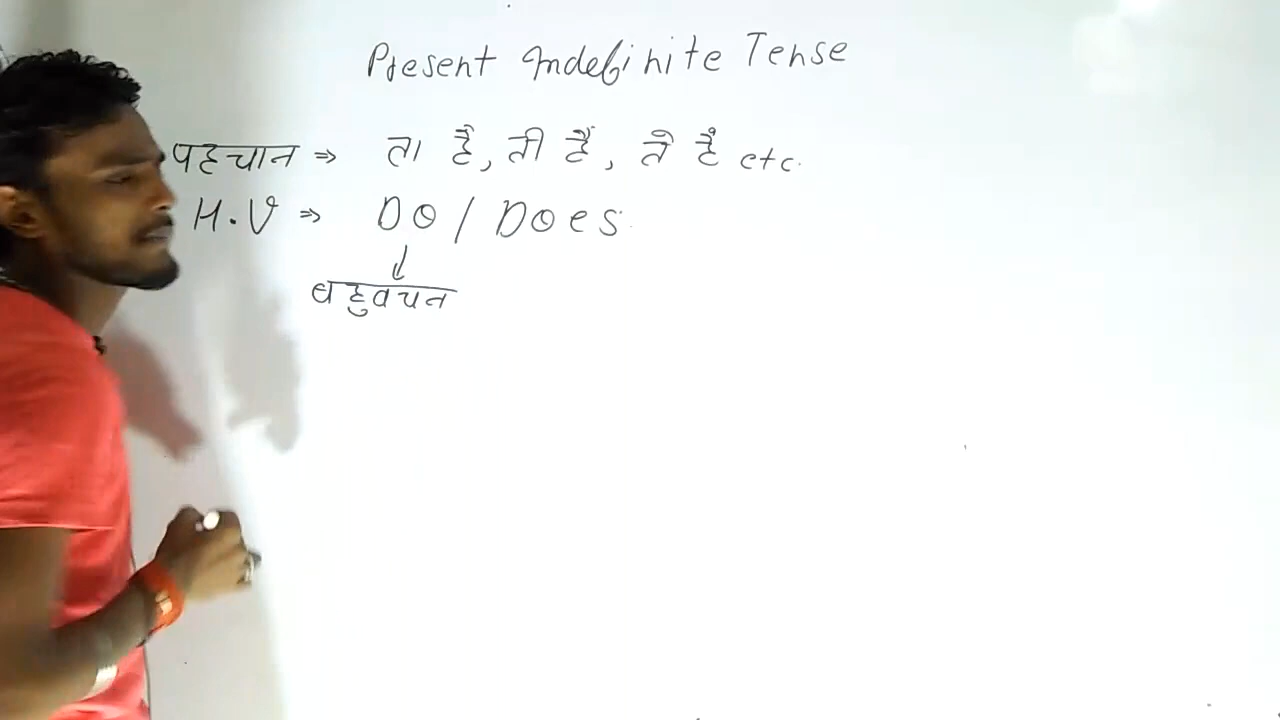 Present Indefinite Tense
पहचान ⇒ ता है, ती हैं, ते हैं etc.
H.V ⇒ DO / DOES
↓
बहुवचन